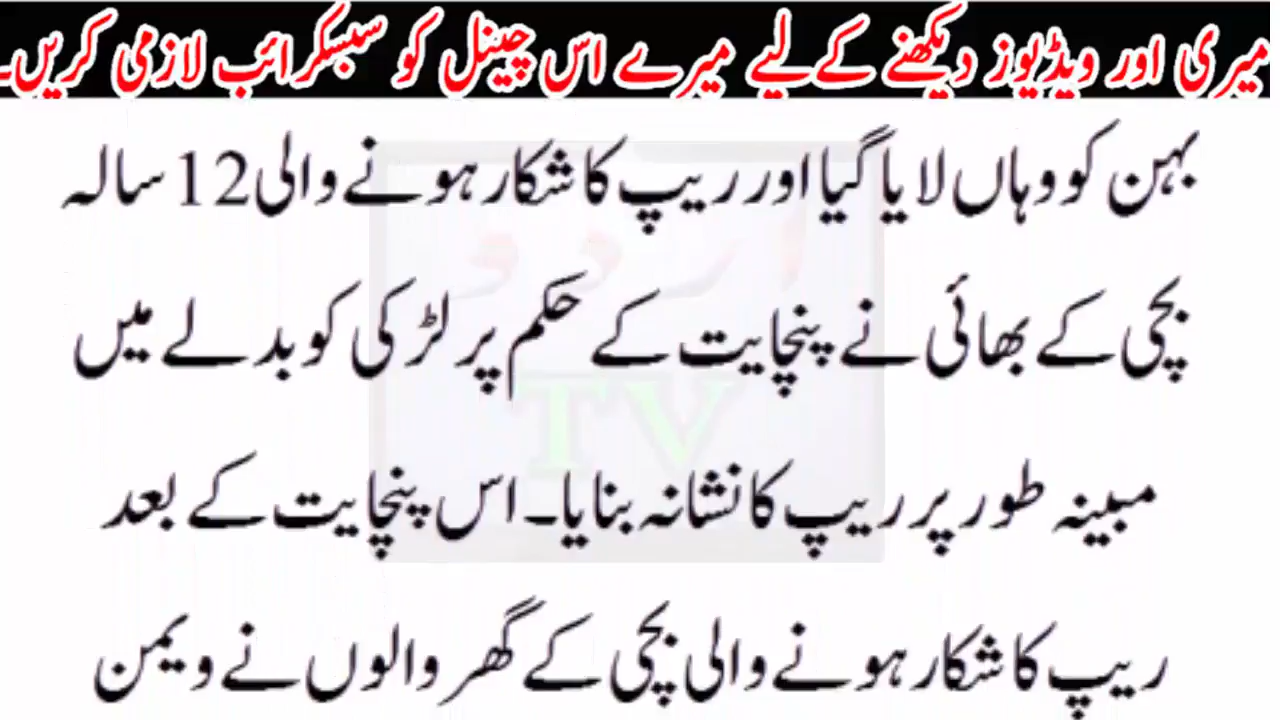 میری اور ویڈیوز دیکھنے کے لیے میرے اس چینل کو سبسکرائب لازمی کریں۔
بہن کو وہاں لایا گیا اور ریپ کا شکار ہونے والی 12 سالہ
بچی کے بھائی نے پنچایت کے حکم پر لڑکی کو بدلے میں
مبینہ طور پر ریپ کا نشانہ بنایا۔ اس پنچایت کے بعد
ریپ کا شکار ہونے والی بچی کے گھر والوں نے ویمن
اردو
TV